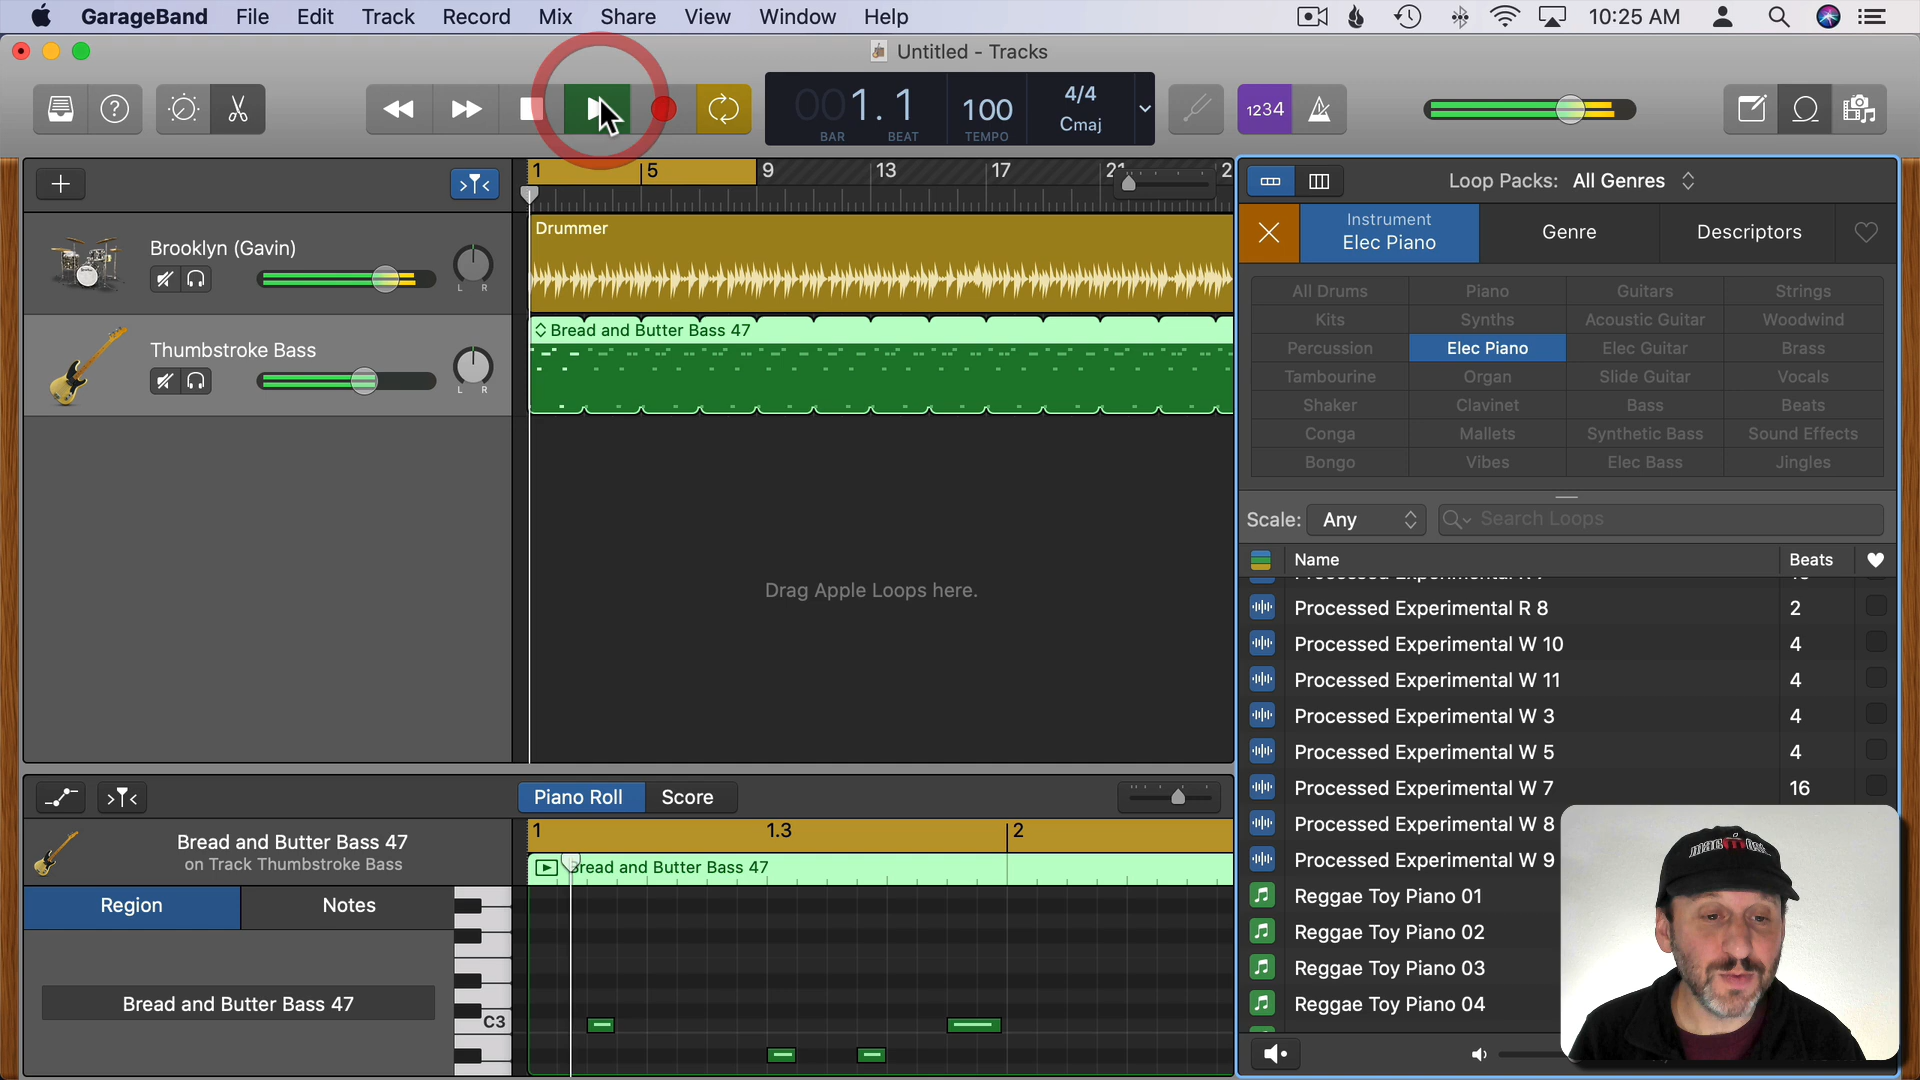 GarageBand File Edit Track Record Mix Share View Window Help 10:25 AM
Untitled - Tracks
001. 1 100 4/4 Cmaj
BAR BEAT TEMPO
1234
1 5 9 13 17 21 2
Brooklyn (Gavin)
L R
Thumbstroke Bass
L R
Drummer
Bread and Butter Bass 47
Drag Apple Loops here.
Loop Packs: All Genres
Instrument
Elec Piano
Genre
Descriptors
All Drums Piano Guitars Strings
Kits Synths Acoustic Guitar Woodwind
Percussion Elec Piano Elec Guitar Brass
Tambourine Organ Slide Guitar Vocals
Shaker Clavinet Bass Beats
Conga Mallets Synthetic Bass Sound Effects
Bongo Vibes Elec Bass Jingles
Scale: Any Search Loops
Name Beats
Processed Experimental R 8 2
Processed Experimental W 10 4
Processed Experimental W 11 4
Processed Experimental W 3 4
Processed Experimental W 5 4
Processed Experimental W 7 16
Processed Experimental W 8
Processed Experimental W 9
Reggae Toy Piano 01
Reggae Toy Piano 02
Reggae Toy Piano 03
Reggae Toy Piano 04
Piano Roll Score
Bread and Butter Bass 47
on Track Thumbstroke Bass
Region Notes
Bread and Butter Bass 47
1 1.3 2
Bread and Butter Bass 47
C3